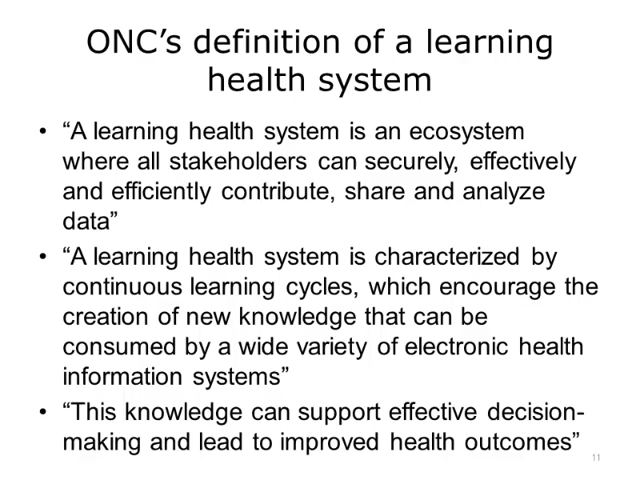 ONC’s definition of a learning
health system
• “A learning health system is an ecosystem
where all stakeholders can securely, effectively
and efficiently contribute, share and analyze
data”
• “A learning health system is characterized by
continuous learning cycles, which encourage the
creation of new knowledge that can be
consumed by a wide variety of electronic health
information systems”
• “This knowledge can support effective decision-
making and lead to improved health outcomes”
11